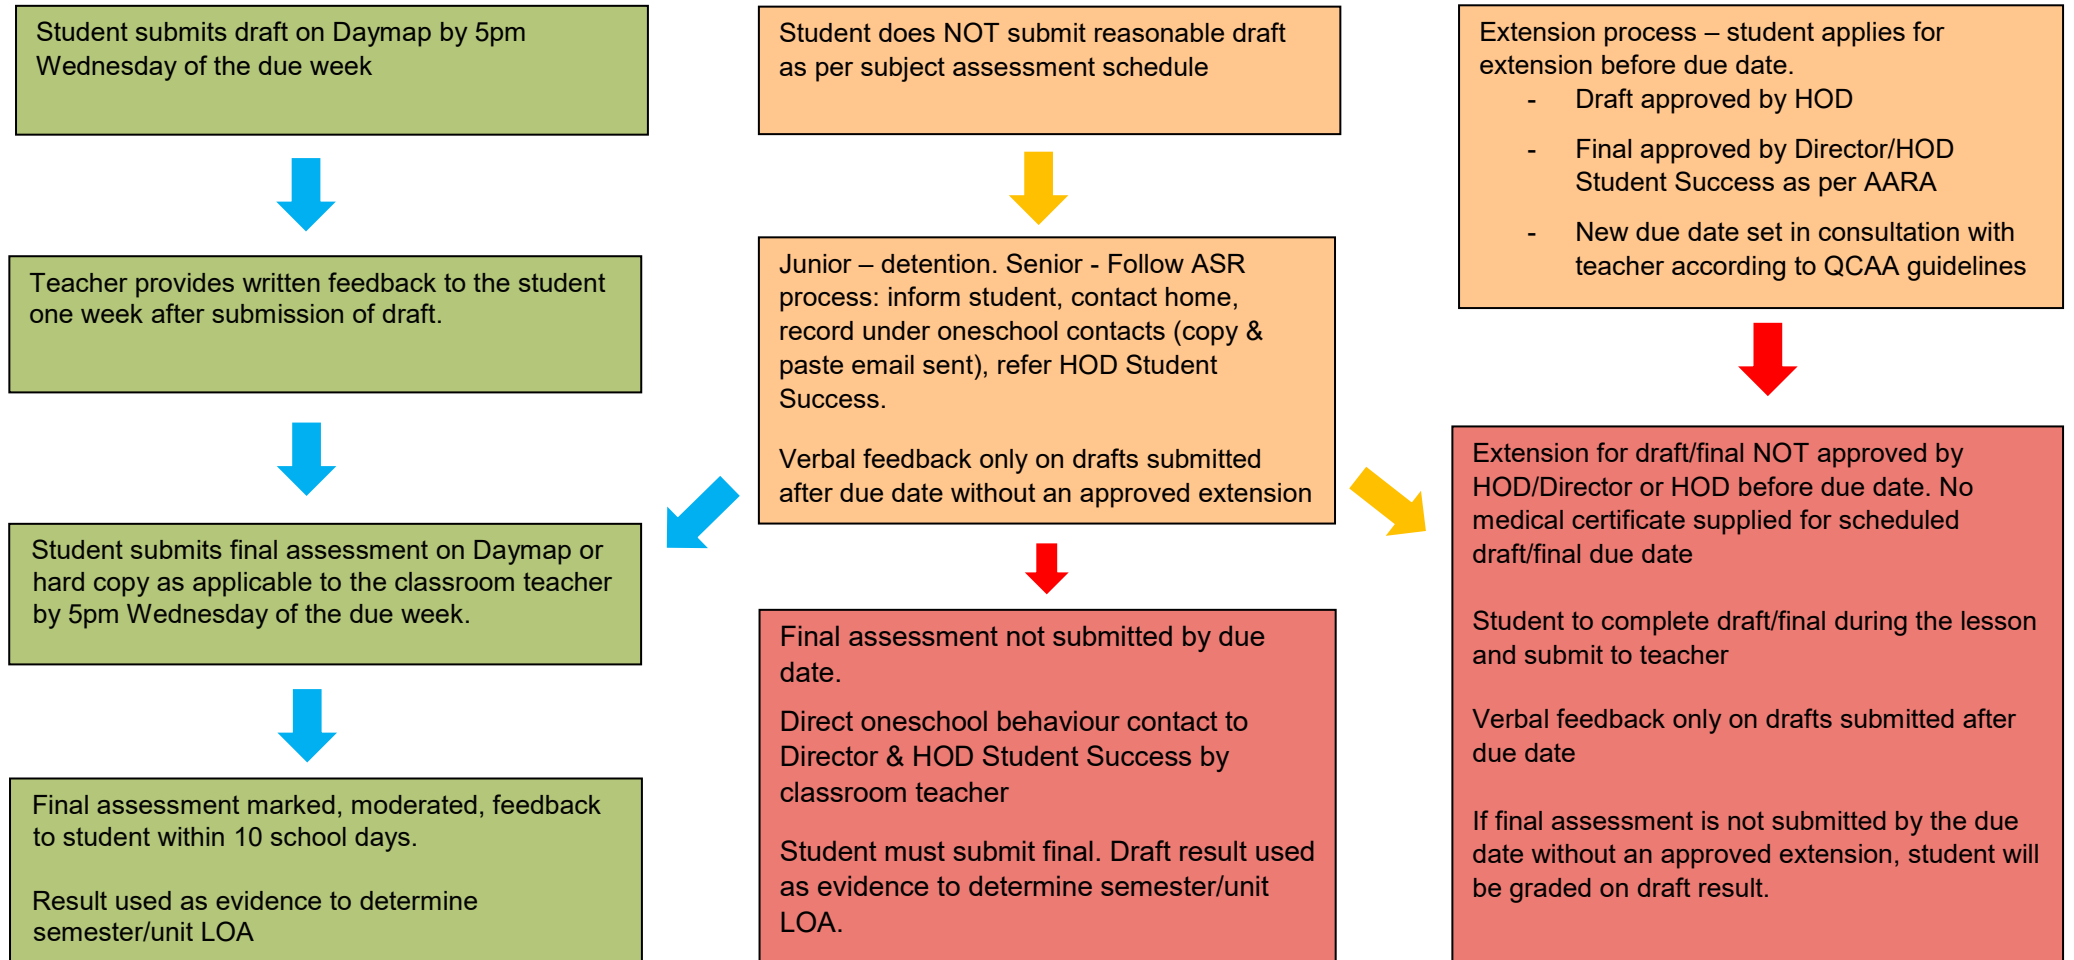 Student submits draft on Daymap by 5pm
Wednesday of the due week
Teacher provides written feedback to the student
one week after submission of draft.
Student submits final assessment on Daymap or
hard copy as applicable to the classroom teacher
by 5pm Wednesday of the due week.
Final assessment marked, moderated, feedback
to student within 10 school days.
Result used as evidence to determine
semester/unit LOA
Student does NOT submit reasonable draft
as per subject assessment schedule
Junior – detention. Senior - Follow ASR
process: inform student, contact home,
record under oneschool contacts (copy &
paste email sent), refer HOD Student
Success.
Verbal feedback only on drafts submitted
after due date without an approved extension
Final assessment not submitted by due
date.
Direct oneschool behaviour contact to
Director & HOD Student Success by
classroom teacher
Student must submit final. Draft result used
as evidence to determine semester/unit
LOA.
Extension process – student applies for
extension before due date.
- Draft approved by HOD
- Final approved by Director/HOD
Student Success as per AARA
- New due date set in consultation with
teacher according to QCAA guidelines
Extension for draft/final NOT approved by
HOD/Director or HOD before due date. No
medical certificate supplied for scheduled
draft/final due date
Student to complete draft/final during the lesson
and submit to teacher
Verbal feedback only on drafts submitted after
due date
If final assessment is not submitted by the due
date without an approved extension, student will
be graded on draft result.